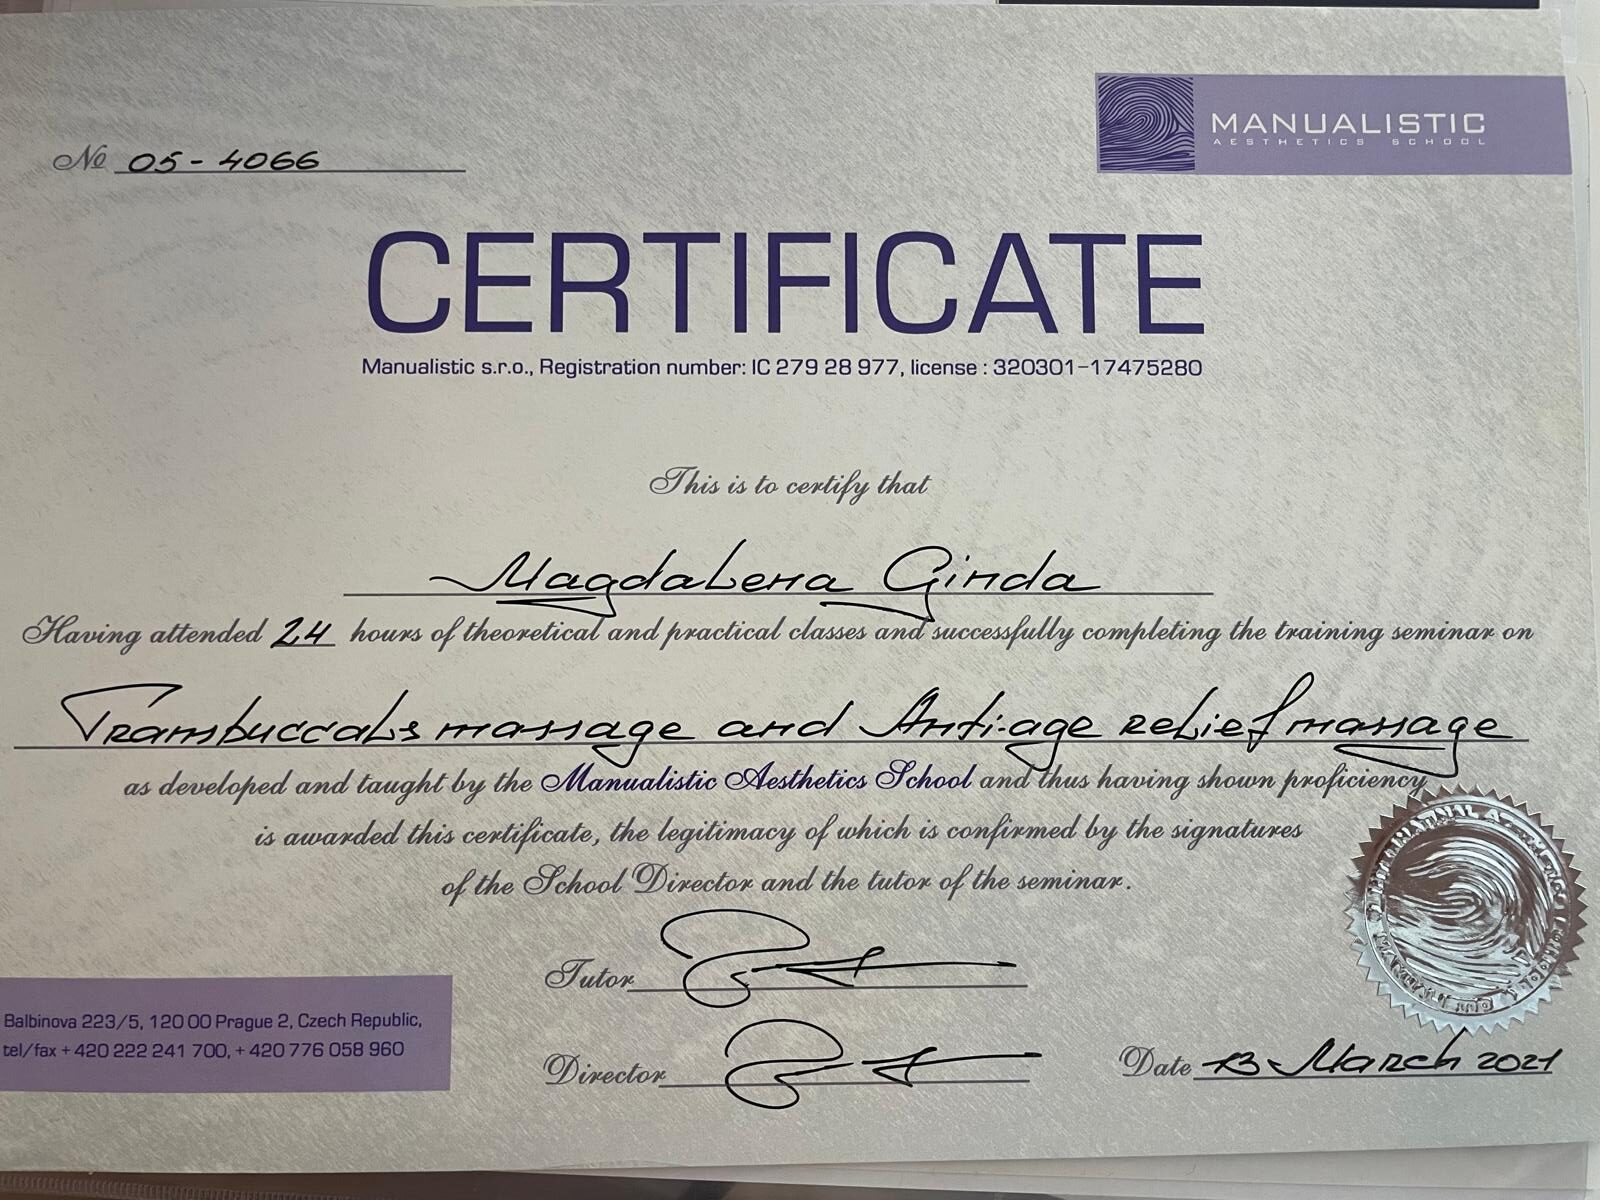 № 05-4066
MANUALISTIC
AESTHETICS SCHOOL
CERTIFICATE
Manualistic s.r.o., Registration number: IC 279 28 977, license : 320301-17475280
This is to certify that
Magdalena Ginda
Having attended 24 hours of theoretical and practical classes and successfully completing the training seminar on
Transbuccals massage and Anti-age relief massage
as developed and taught by the Manualistic Aesthetics School and thus having shown proficiency
is awarded this certificate, the legitimacy of which is confirmed by the signatures
of the School Director and the tutor of the seminar.
Tutor
Director
Date 13 March 2021
Balbinova 223/5, 120 00 Prague 2, Czech Republic,
tel/fax +420 222 241 700, +420 776 058 960